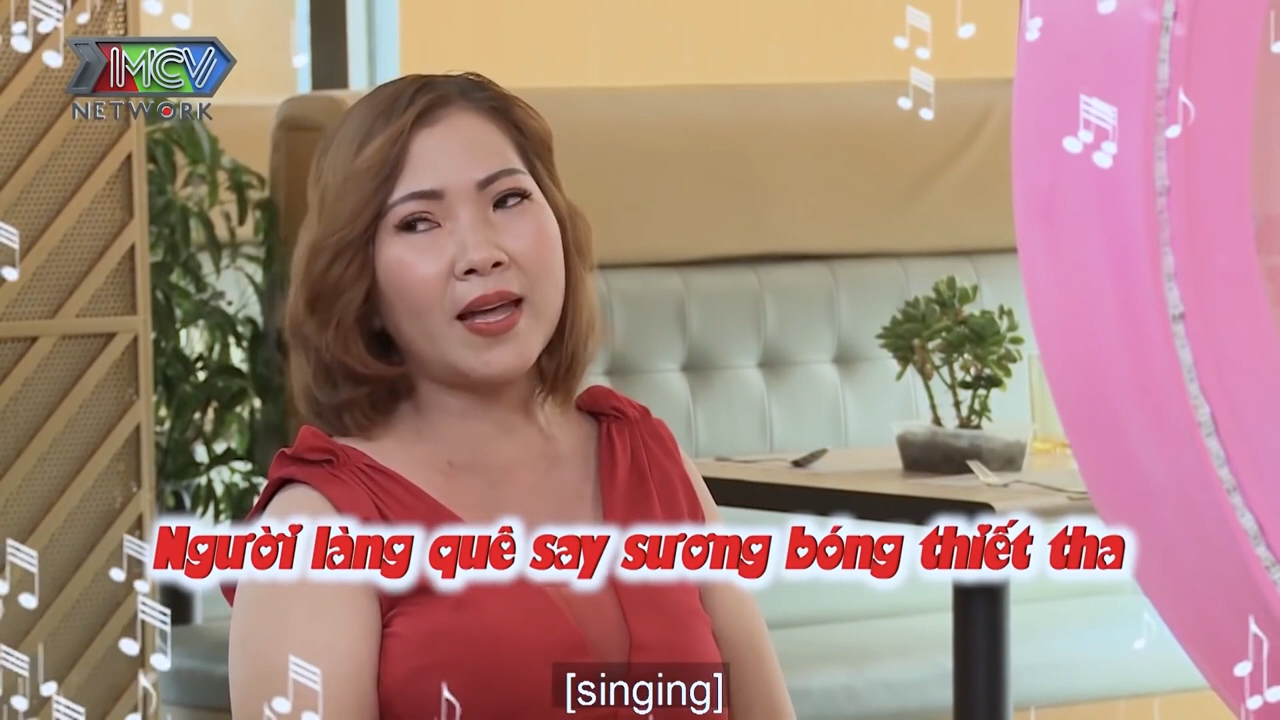 MCV
NETWORK
Người làng quê say sương bóng thiết tha
[singing]